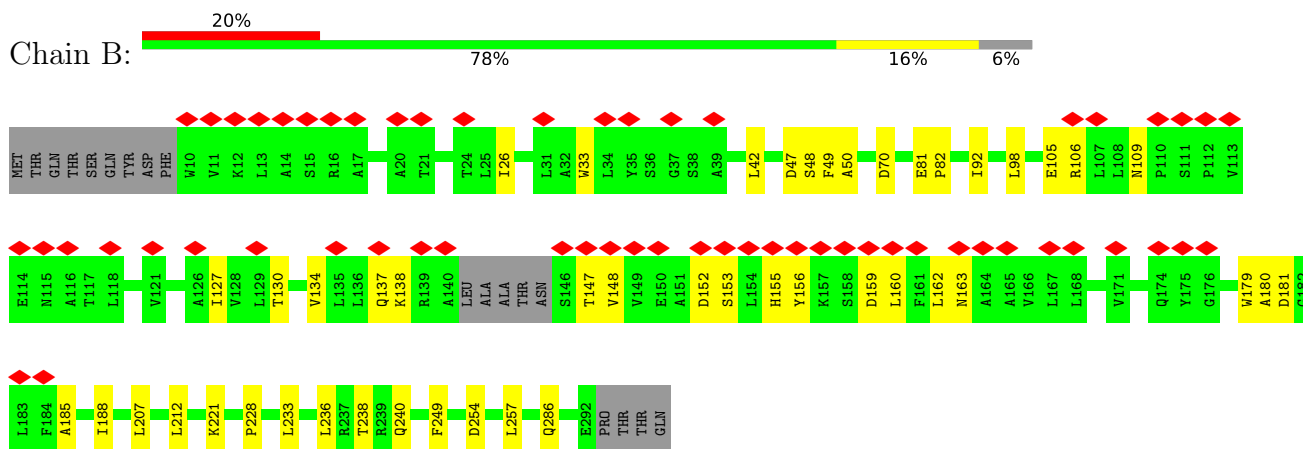 20%
Chain B:
78% 16% 6%
MET THR GLN THR SER GLN TYR ASP PHE W10 V11 K12 L13 A14 S15 R16 A17 A20 T21 T24 L25 I26 L31 A32 W33 L34 Y35 S36 G37 S38 A39 L42 D47 S48 F49 A50 D70 E81 P82 I92 L98 E105 R106 L107 L108 N109 P110 S111 P112 V113
E114 N115 A116 T117 L118 V121 A126 I127 V128 L129 T130 V134 L135 L136 Q137 K138 R139 A140 LEU ALA ALA THR ASN S146 T147 V148 V149 E150 A151 D152 S153 L154 H155 Y156 K157 S158 D159 L160 F161 L162 N163 A164 A165 V166 L167 L168 V171 Q174 Y175 G176 W179 A180 D181 G182
L183 F184 A185 I188 L207 L212 K221 P228 L233 L236 R237 T238 R239 Q240 F249 D254 L257 Q286 E292 PRO THR THR GLN